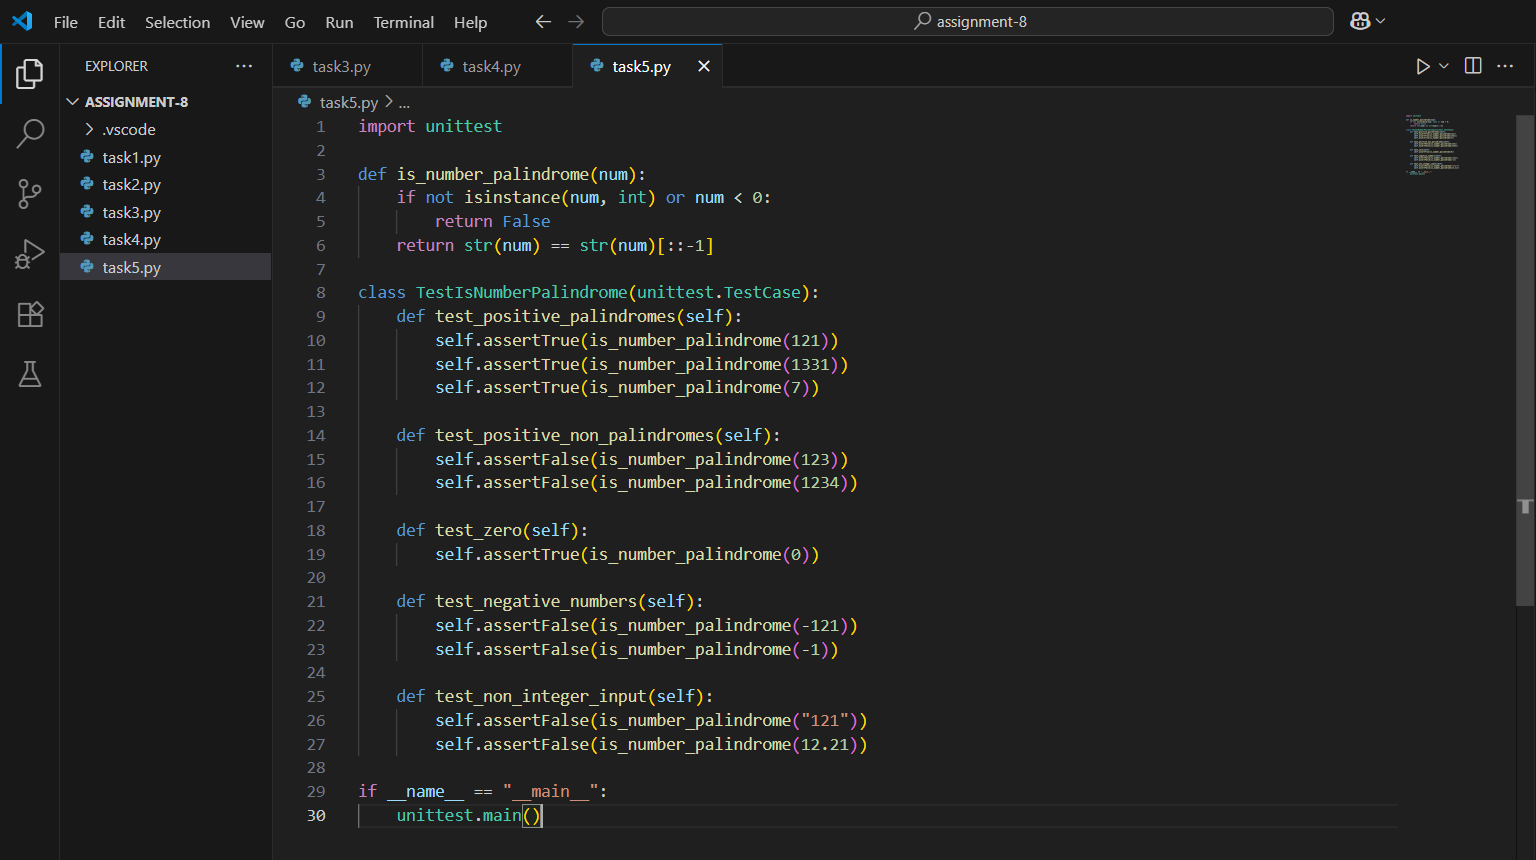 File Edit Selection View Go Run Terminal Help assignment-8
EXPLORER
ASSIGNMENT-8
.vscode
task1.py
task2.py
task3.py
task4.py
task5.py
task3.py task4.py task5.py
task5.py > ...
1 import unittest
2
3 def is_number_palindrome(num):
4     if not isinstance(num, int) or num < 0:
5         return False
6     return str(num) == str(num)[::-1]
7
8 class TestIsNumberPalindrome(unittest.TestCase):
9     def test_positive_palindromes(self):
10         self.assertTrue(is_number_palindrome(121))
11         self.assertTrue(is_number_palindrome(1331))
12         self.assertTrue(is_number_palindrome(7))
13
14     def test_positive_non_palindromes(self):
15         self.assertFalse(is_number_palindrome(123))
16         self.assertFalse(is_number_palindrome(1234))
17
18     def test_zero(self):
19         self.assertTrue(is_number_palindrome(0))
20
21     def test_negative_numbers(self):
22         self.assertFalse(is_number_palindrome(-121))
23         self.assertFalse(is_number_palindrome(-1))
24
25     def test_non_integer_input(self):
26         self.assertFalse(is_number_palindrome("121"))
27         self.assertFalse(is_number_palindrome(12.21))
28
29 if __name__ == "__main__":
30     unittest.main()